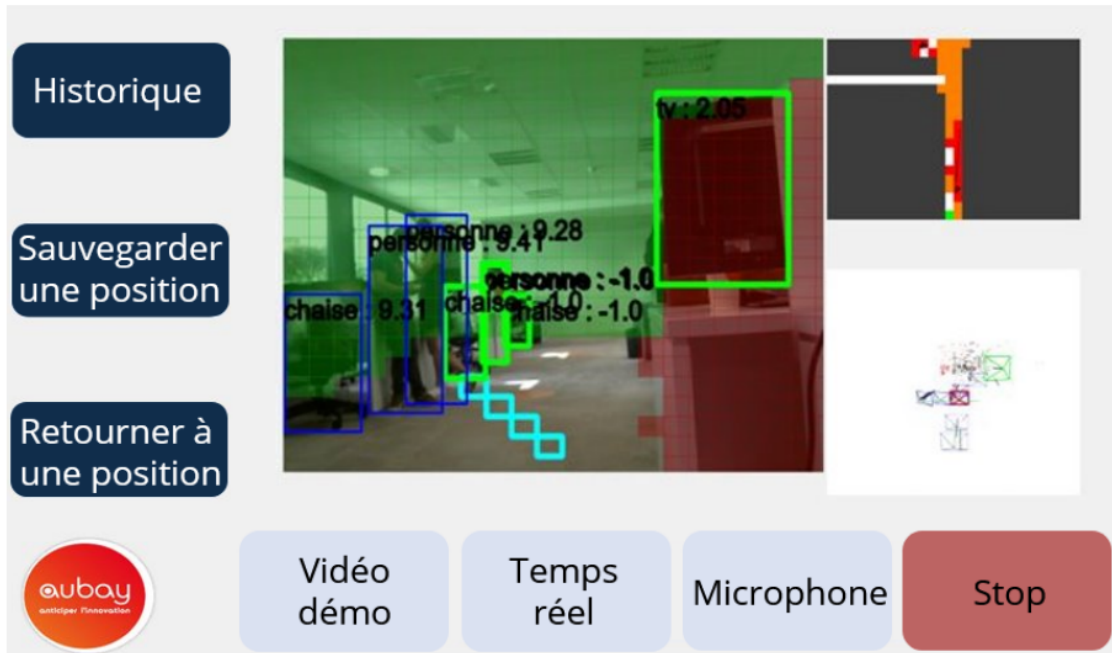 Historique
Sauvegarder
une position
Retourner à
une position
tv : 2.05
personne : 9.28
personne : 9.41
personne : -1.0
chaise : 9.31
chaise : -1.0
chaise : -1.0
aubay
anticiper l'innovation
Vidéo
démo
Temps
réel
Microphone
Stop